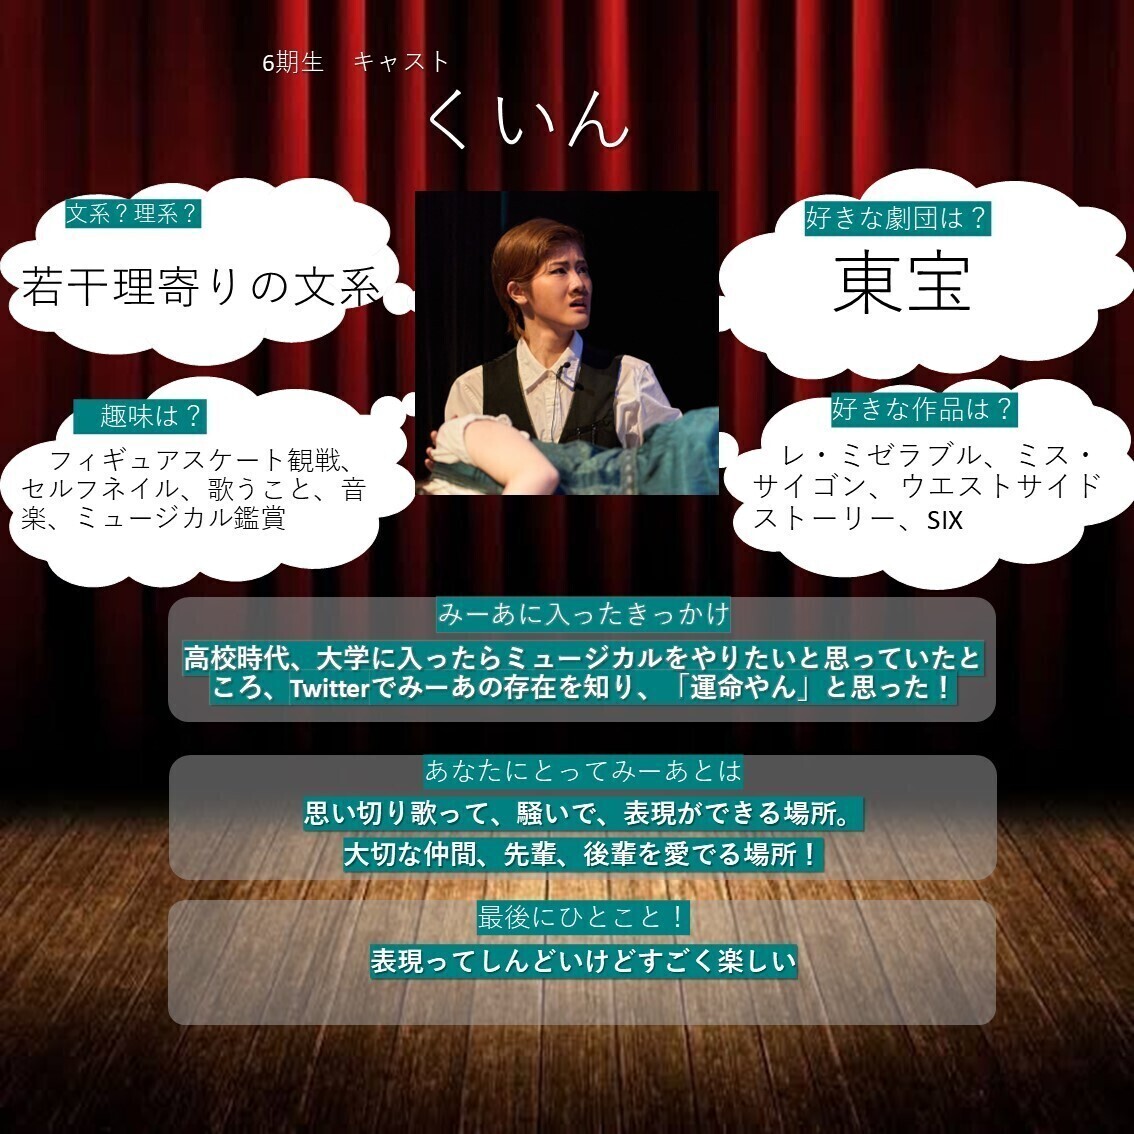 6期生　キャスト
くいん
文系？理系？
若干理寄りの文系
好きな劇団は？
東宝
趣味は？
フィギュアスケート観戦、
セルフネイル、歌うこと、音
楽、ミュージカル鑑賞
好きな作品は？
レ・ミゼラブル、ミス・
サイゴン、ウエストサイド
ストーリー、SIX
みーあに入ったきっかけ
高校時代、大学に入ったらミュージカルをやりたいと思っていたと
ころ、Twitterでみーあの存在を知り、「運命やん」と思った！
あなたにとってみーあとは
思い切り歌って、騒いで、表現ができる場所。
大切な仲間、先輩、後輩を愛でる場所！
最後にひとこと！
表現ってしんどいけどすごく楽しい